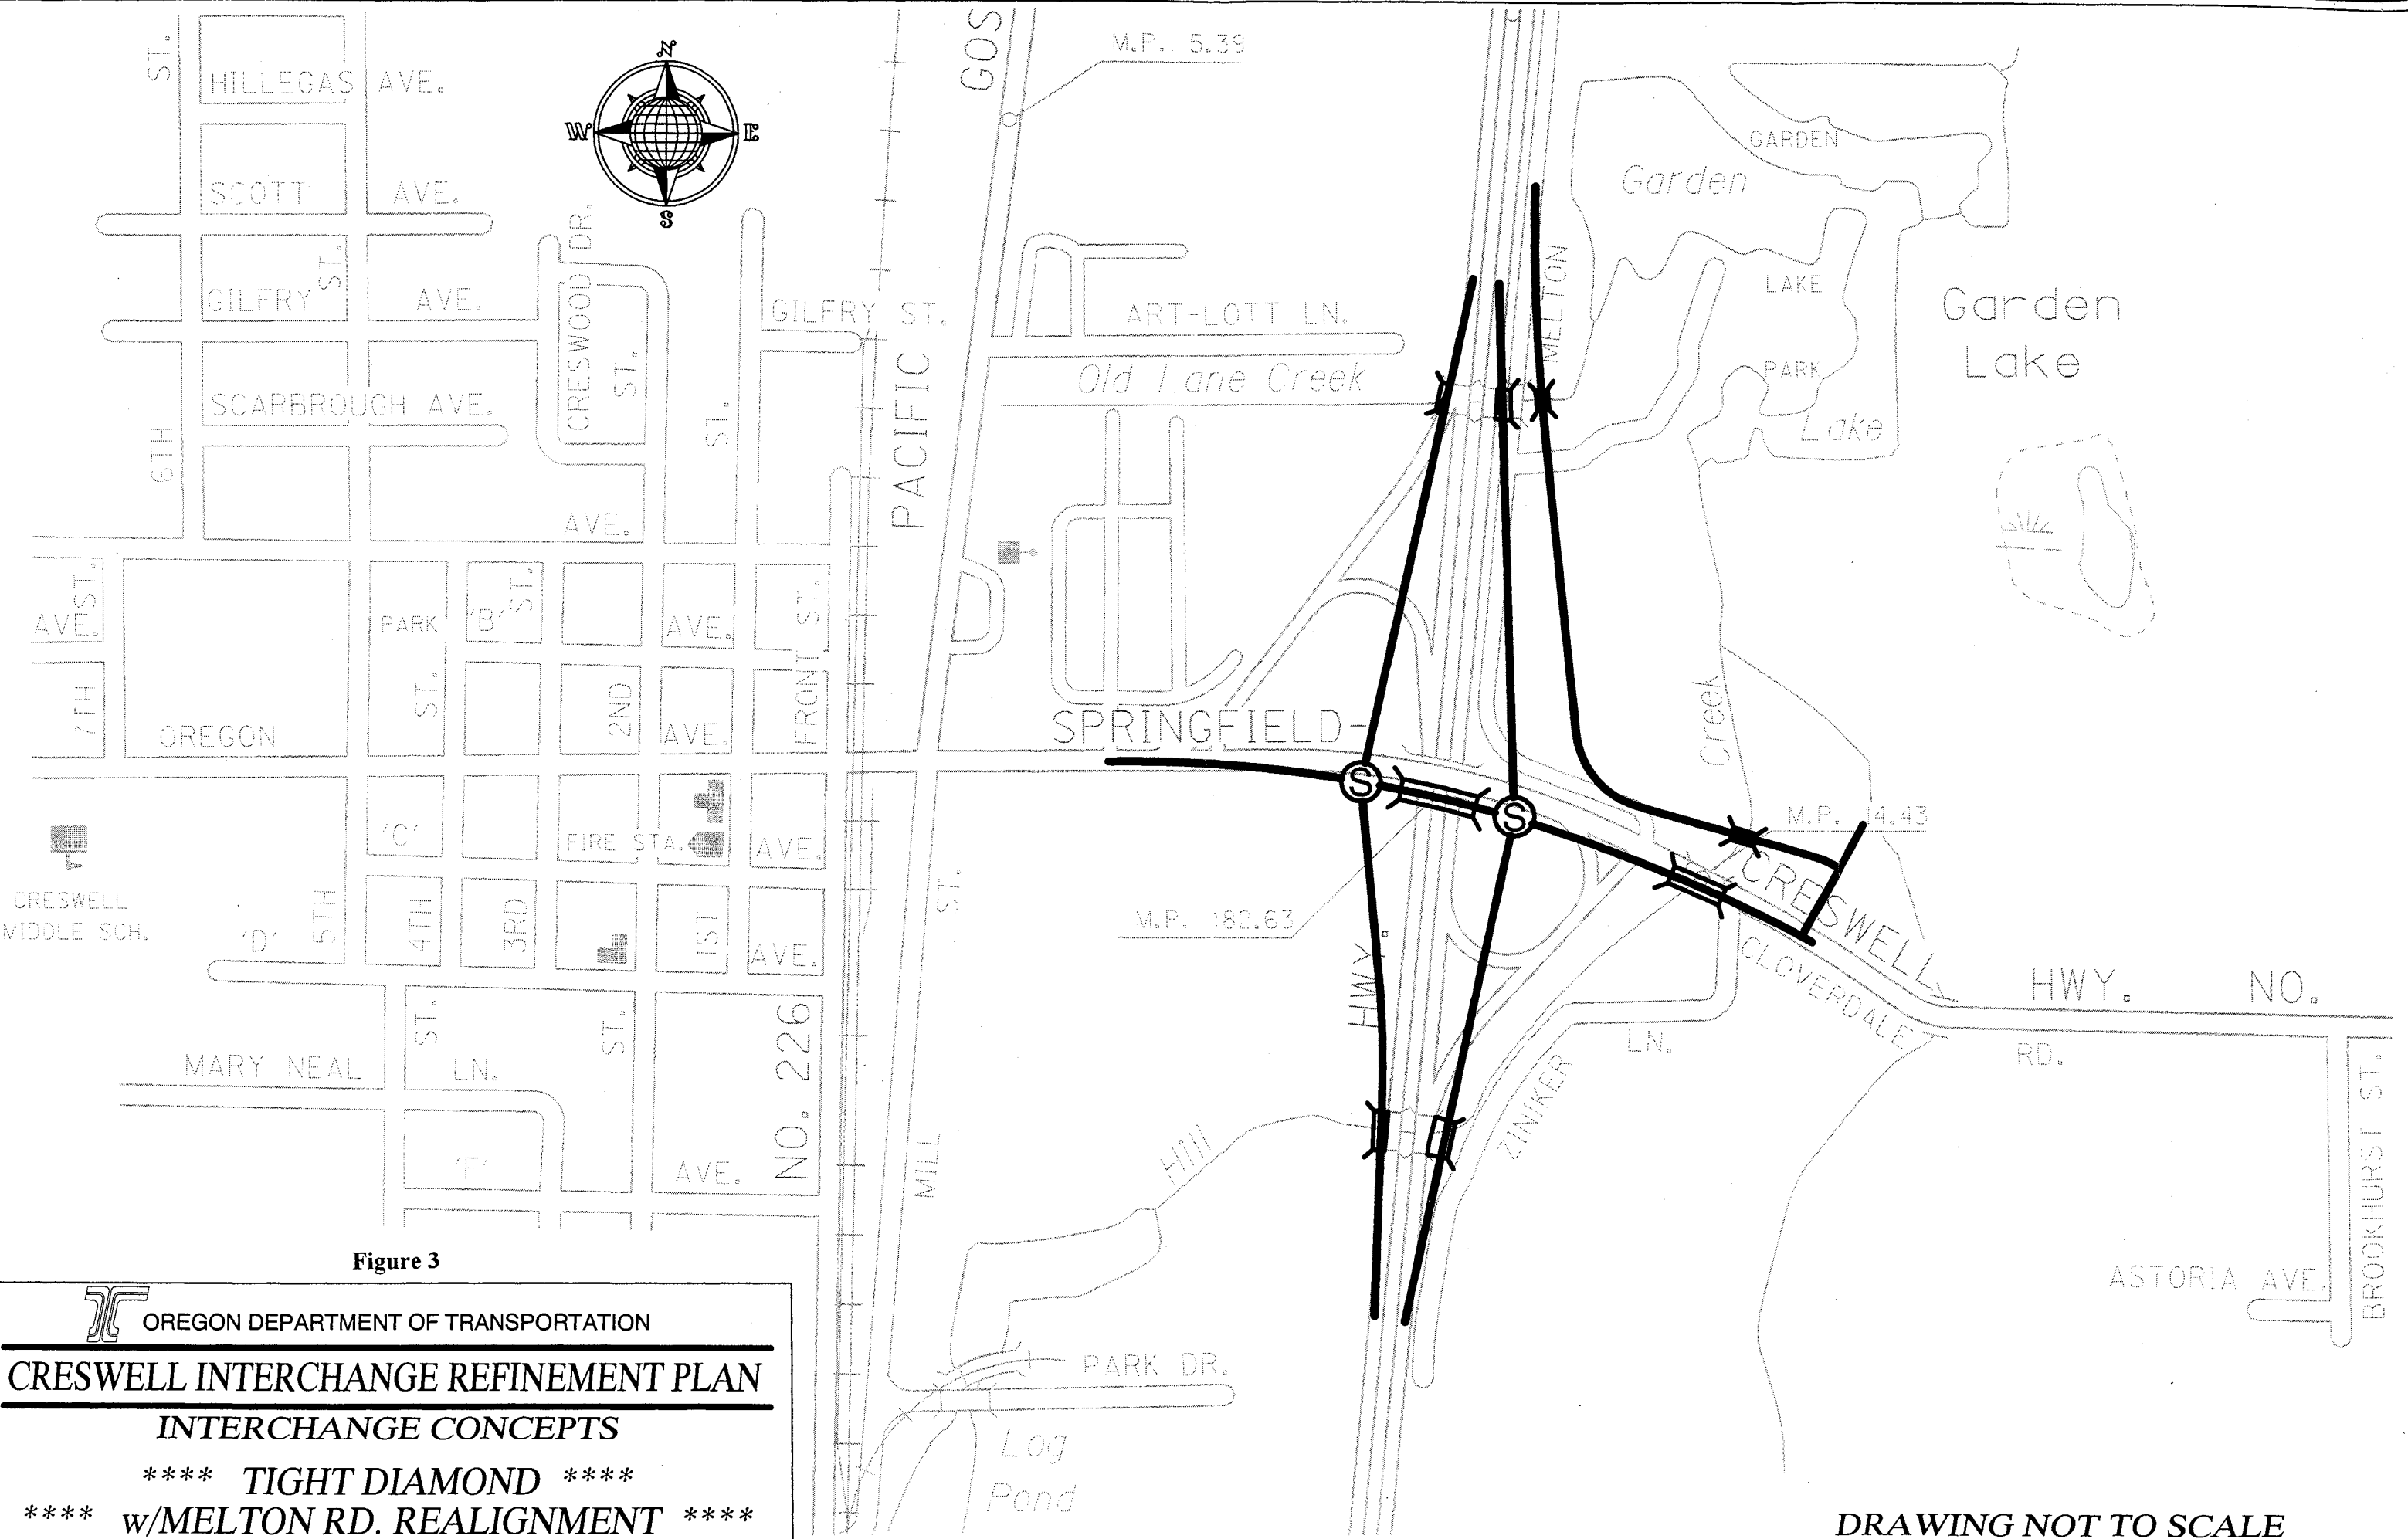 ST.
HILLEGAS AVE.
N
W
E
S
GOS
M.P. 5.39
SCOTT AVE.
ST.
GILFRY AVE.
CRESWOOD DR.
ST.
GILFRY ST.
ART-LOTT LN.
Old Lane Creek
MELTON
GARDEN
Garden
LAKE
PARK
Lake
Garden
Lake
SCARBROUGH AVE.
6TH
ST.
PACIFIC
AVE.
ST.
AVE.
PARK
'B'
ST.
AVE.
FRONT ST.
7TH
OREGON
ST.
2ND
AVE.
SPRINGFIELD-
S
S
Creek
M.P. 14.43
CRESWELL
CLOVERDALE
HWY. NO.
RD.
'C'
FIRE STA.
AVE.
CRESWELL
MIDDLE SCH.
'D'
5TH
4TH
3RD
1ST
AVE.
ST.
M.P. 182.63
HWY.
LN.
ZINIKER
MARY NEAL LN.
ST.
ST.
NO. 226
'F'
AVE.
MILL
Hill
BROOKHURST ST.
ASTORIA AVE.
PARK DR.
Log
Pond
Figure 3
OREGON DEPARTMENT OF TRANSPORTATION
CRESWELL INTERCHANGE REFINEMENT PLAN
INTERCHANGE CONCEPTS
**** TIGHT DIAMOND ****
**** w/MELTON RD. REALIGNMENT ****
DRAWING NOT TO SCALE